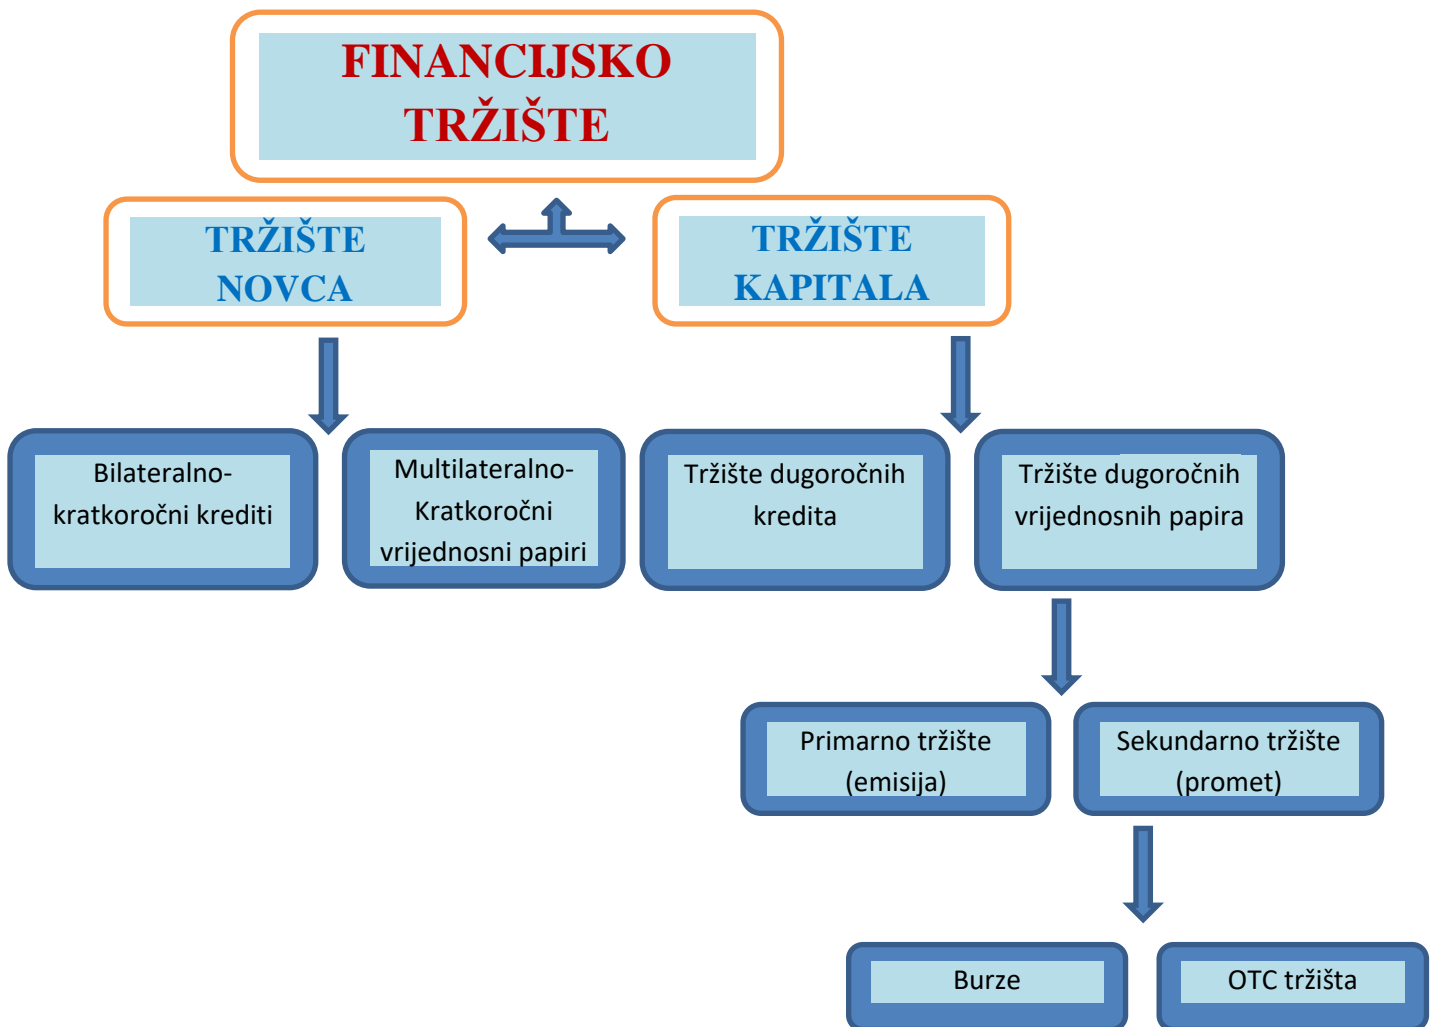 FINANCIJSKO
TRŽIŠTE
TRŽIŠTE
NOVCA
TRŽIŠTE
KAPITALA
Bilateralno-
kratkoročni krediti
Multilateralno-
Kratkoročni
vrijednosni papiri
Tržište dugoročnih
kredita
Tržište dugoročnih
vrijednosnih papira
Primarno tržište
(emisija)
Sekundarno tržište
(promet)
Burze
OTC tržišta